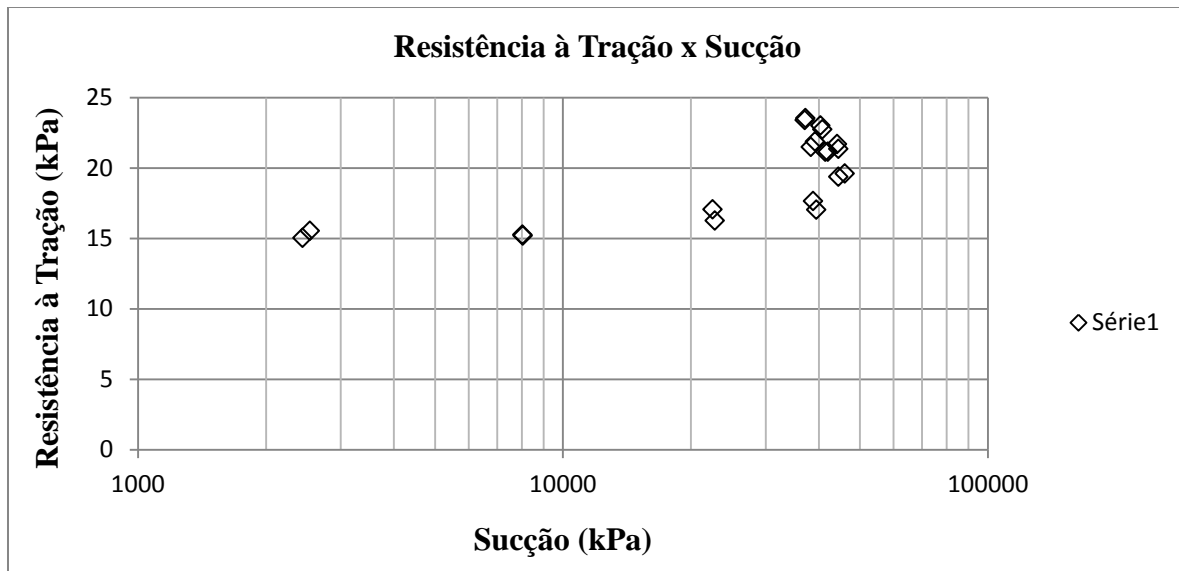 Resistência à Tração x Sucção
Resistência à Tração (kPa)
25
20
15
10
5
0
1000
10000
100000
Sucção (kPa)
Série1